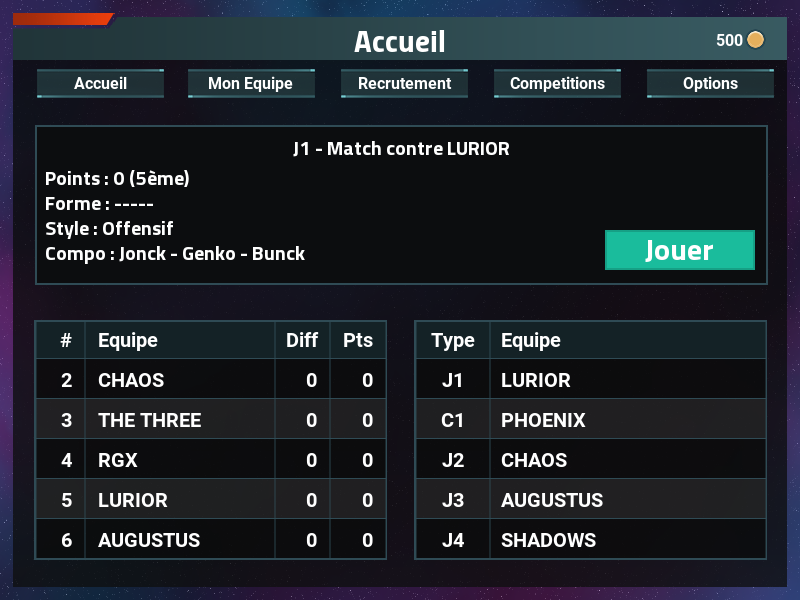 Accueil
500
Accueil Mon Equipe Recrutement Competitions Options
J1 - Match contre LURIOR
Points : 0 (5ème)
Forme : -----
Style : Offensif
Compo : Jonck - Genko - Bunck
Jouer
# Equipe Diff Pts
2 CHAOS 0 0
3 THE THREE 0 0
4 RGX 0 0
5 LURIOR 0 0
6 AUGUSTUS 0 0
Type Equipe
J1 LURIOR
C1 PHOENIX
J2 CHAOS
J3 AUGUSTUS
J4 SHADOWS